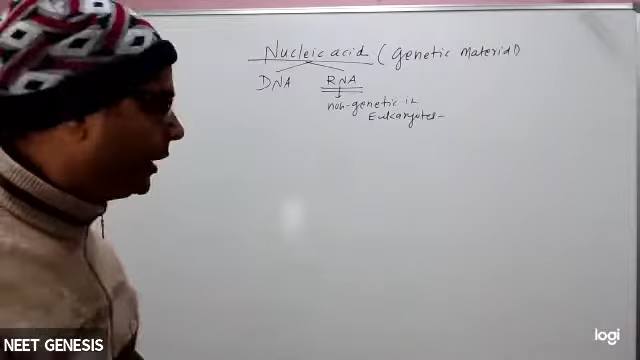 Nucleic acid (Genetic Material)
DNA RNA
non-genetic in
Eukaryotes-
logi
NEET GENESIS